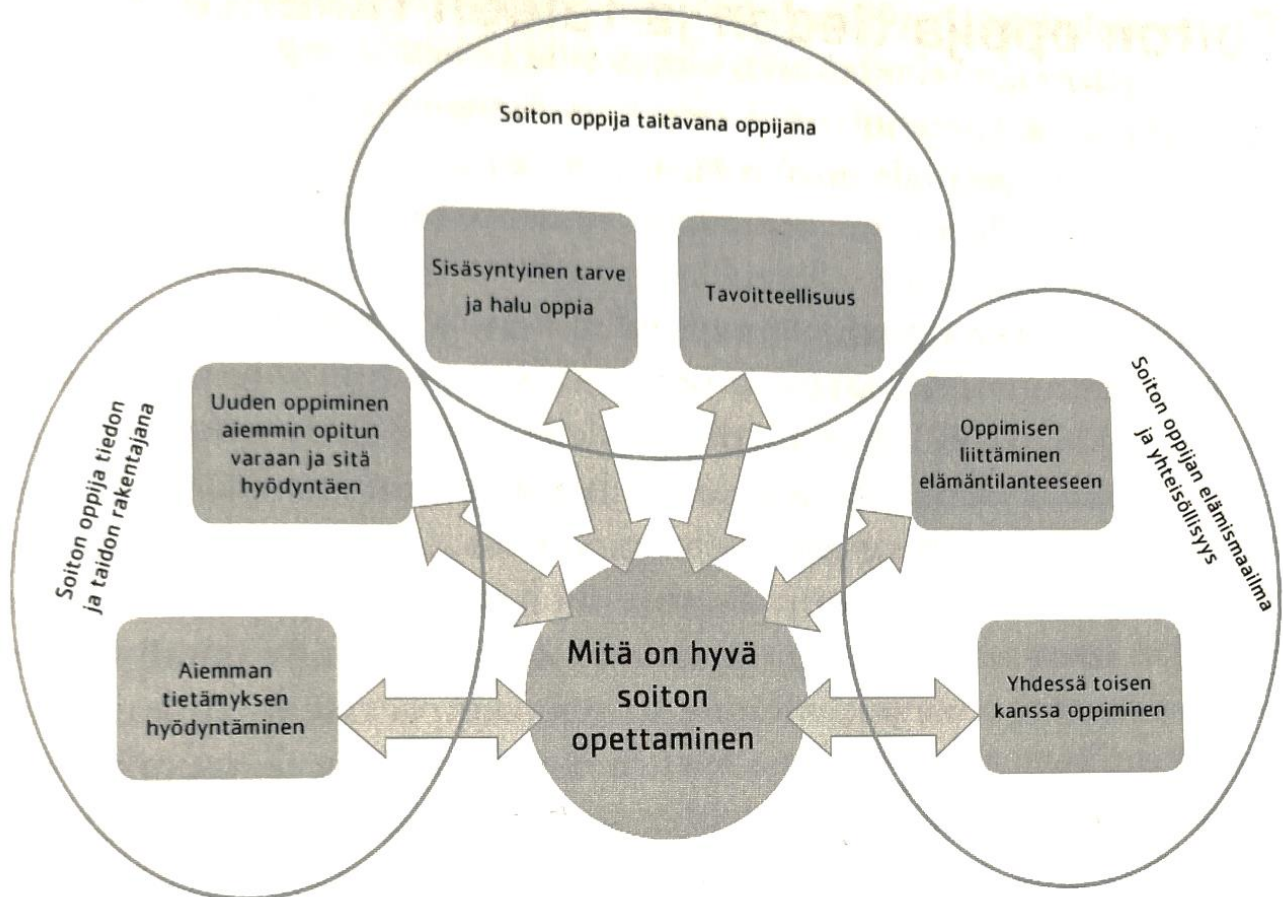 Soiton oppija taitavana oppijana
Sisäsyntyinen tarve
ja halu oppia
Tavoitteellisuus
Soiton oppija tiedon
ja taidon rakentajana
Uuden oppiminen
aiemmin opitun
varaan ja sitä
hyödyntäen
Aiemman
tietämyksen
hyödyntäminen
Soiton oppijan elämismaailma
ja yhteisöllisyys
Oppimisen
liittäminen
elämäntilanteeseen
Yhdessä toisen
kanssa oppiminen
Mitä on hyvä
soiton
opettaminen